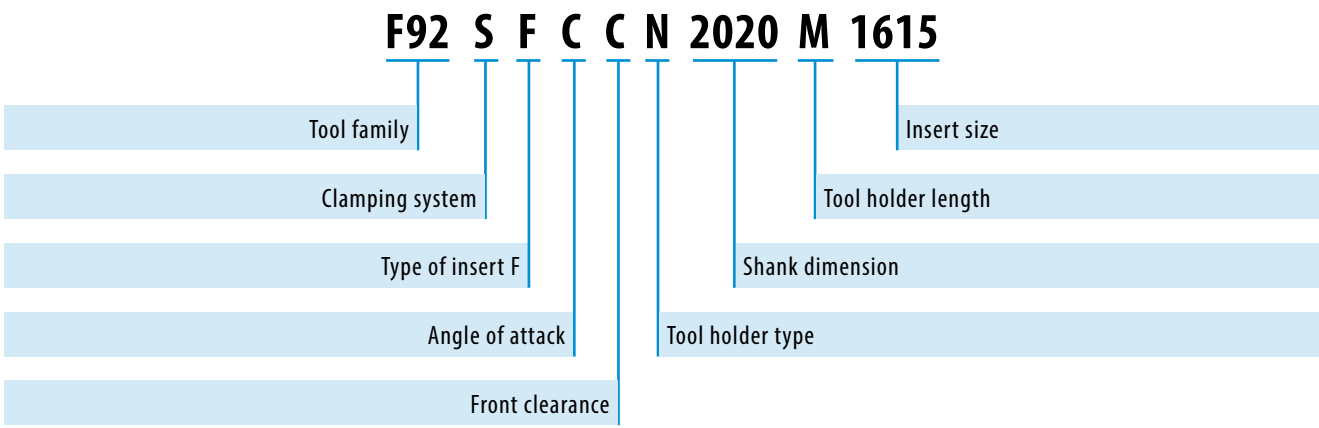 F92 S F C C N 2020 M 1615
Tool family
Insert size
Clamping system
Tool holder length
Type of insert F
Shank dimension
Angle of attack
Tool holder type
Front clearance